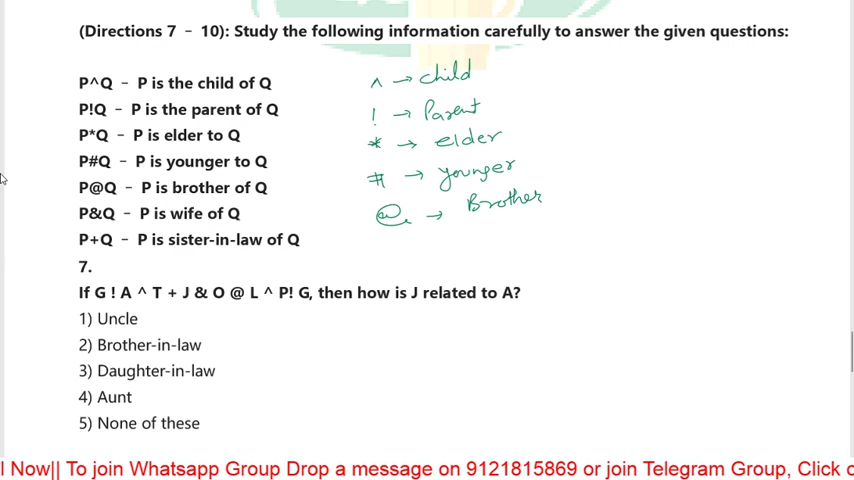 (Directions 7 – 10): Study the following information carefully to answer the given questions:
P^Q – P is the child of Q
^ → child
P!Q – P is the parent of Q
! → Parent
P*Q – P is elder to Q
* → elder
P#Q – P is younger to Q
# → younger
P@Q – P is brother of Q
@ → Brother
P&Q – P is wife of Q
P+Q – P is sister-in-law of Q
7.
If G ! A ^ T + J & O @ L ^ P! G, then how is J related to A?
1) Uncle
2) Brother-in-law
3) Daughter-in-law
4) Aunt
5) None of these
l Now|| To join Whatsapp Group Drop a message on 9121815869 or join Telegram Group, Click o